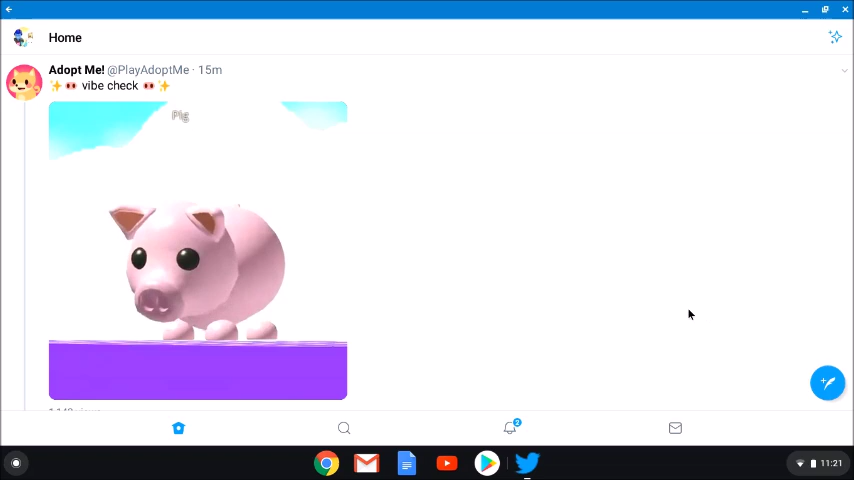 Home
Adopt Me! @PlayAdoptMe · 15m
✨🐽 vibe check 🐽✨
Pig
2
11:21